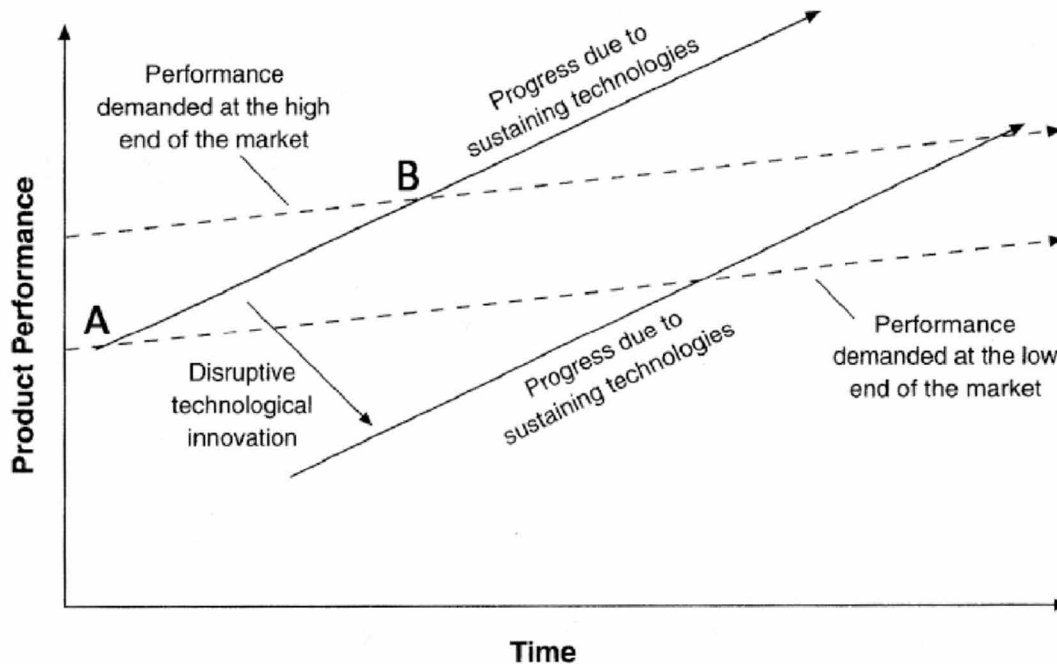 Performance
demanded at the high
end of the market
Progress due to
sustaining technologies
B
A
Disruptive
technological
innovation
Progress due to
sustaining technologies
Performance
demanded at the low
end of the market
Product Performance
Time